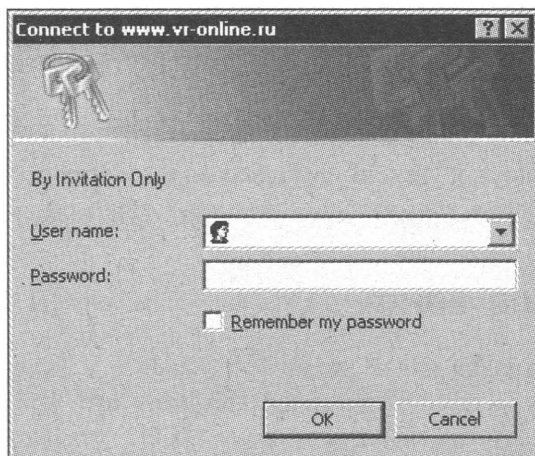 Connect to www.vr-online.ru
By Invitation Only
User name:
Password:
Remember my password
OK Cancel